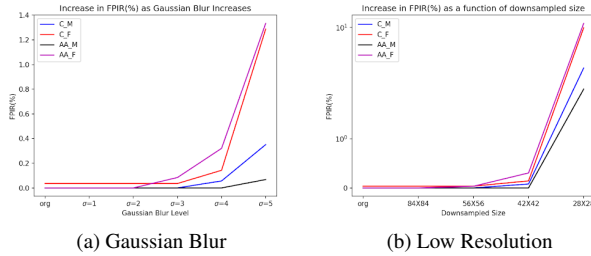 Increase in FPIR(%) as Gaussian Blur Increases
C_M
C_F
AA_M
AA_F
FPIR(%)
1.4
1.2
1.0
0.8
0.6
0.4
0.2
0.0
org σ=1 σ=2 σ=3 σ=4 σ=5
Gaussian Blur Level
(a) Gaussian Blur
Increase in FPIR(%) as a function of downsampled size
C_M
C_F
AA_M
AA_F
FPIR(%)
10¹
10⁰
0
org 84X84 56X56 42X42
Downsampled Size
(b) Low Resolution